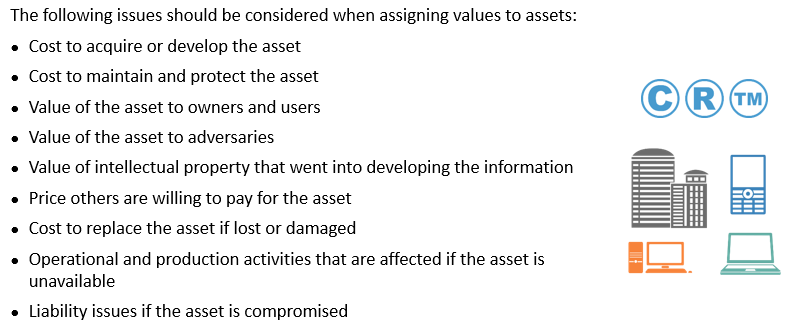 The following issues should be considered when assigning values to assets:
• Cost to acquire or develop the asset
• Cost to maintain and protect the asset
• Value of the asset to owners and users
• Value of the asset to adversaries
• Value of intellectual property that went into developing the information
• Price others are willing to pay for the asset
• Cost to replace the asset if lost or damaged
• Operational and production activities that are affected if the asset is
unavailable
• Liability issues if the asset is compromised
C R TM